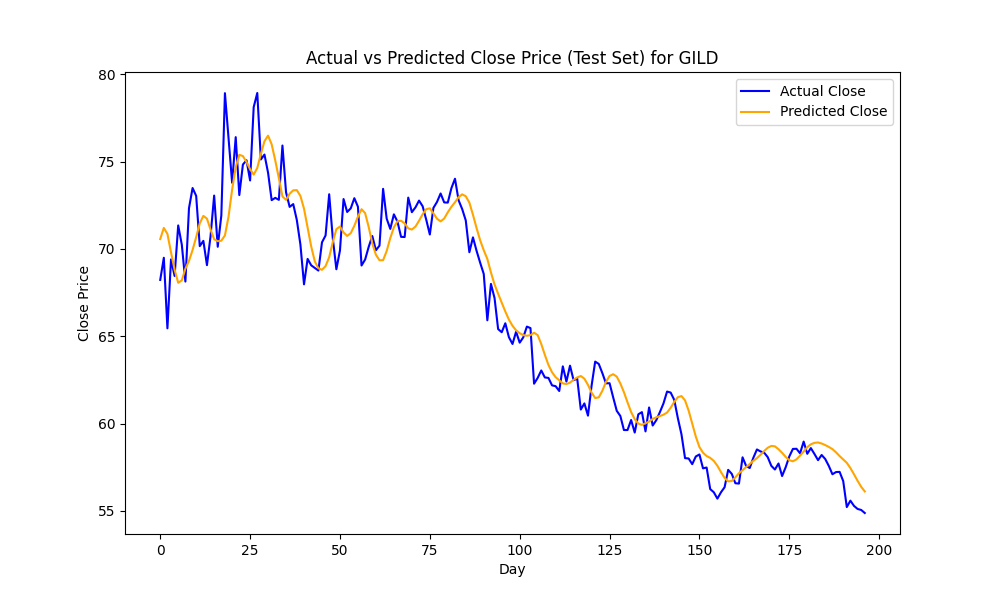 Actual vs Predicted Close Price (Test Set) for GILD
Actual Close
Predicted Close
Close Price
80
75
70
65
60
55
0 25 50 75 100 125 150 175 200
Day